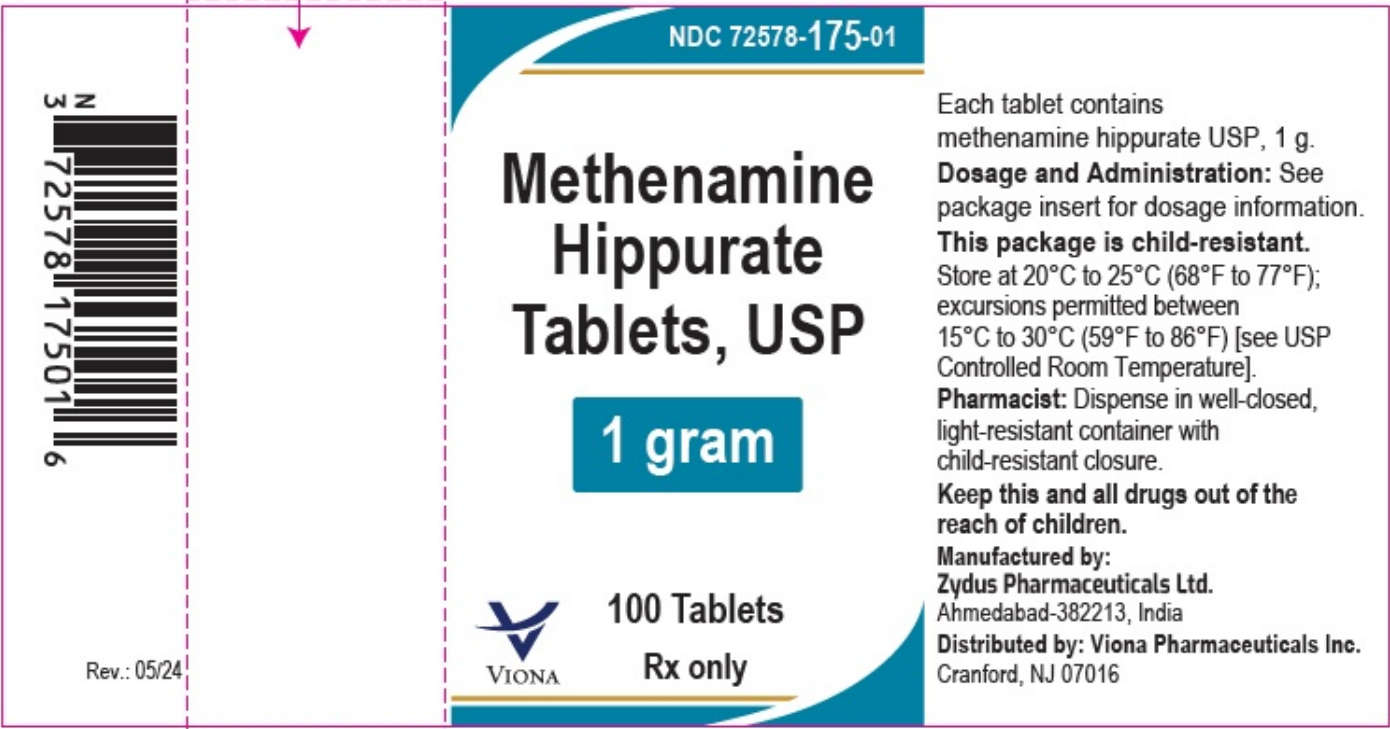 N
3
72578 17501
6
Rev.: 05/24
NDC 72578-175-01
Methenamine
Hippurate
Tablets, USP
1 gram
100 Tablets
Rx only
VIONA
Each tablet contains
methenamine hippurate USP, 1 g.
Dosage and Administration: See
package insert for dosage information.
This package is child-resistant.
Store at 20°C to 25°C (68°F to 77°F);
excursions permitted between
15°C to 30°C (59°F to 86°F) [see USP
Controlled Room Temperature].
Pharmacist: Dispense in well-closed,
light-resistant container with
child-resistant closure.
Keep this and all drugs out of the
reach of children.
Manufactured by:
Zydus Pharmaceuticals Ltd.
Ahmedabad-382213, India
Distributed by: Viona Pharmaceuticals Inc.
Cranford, NJ 07016